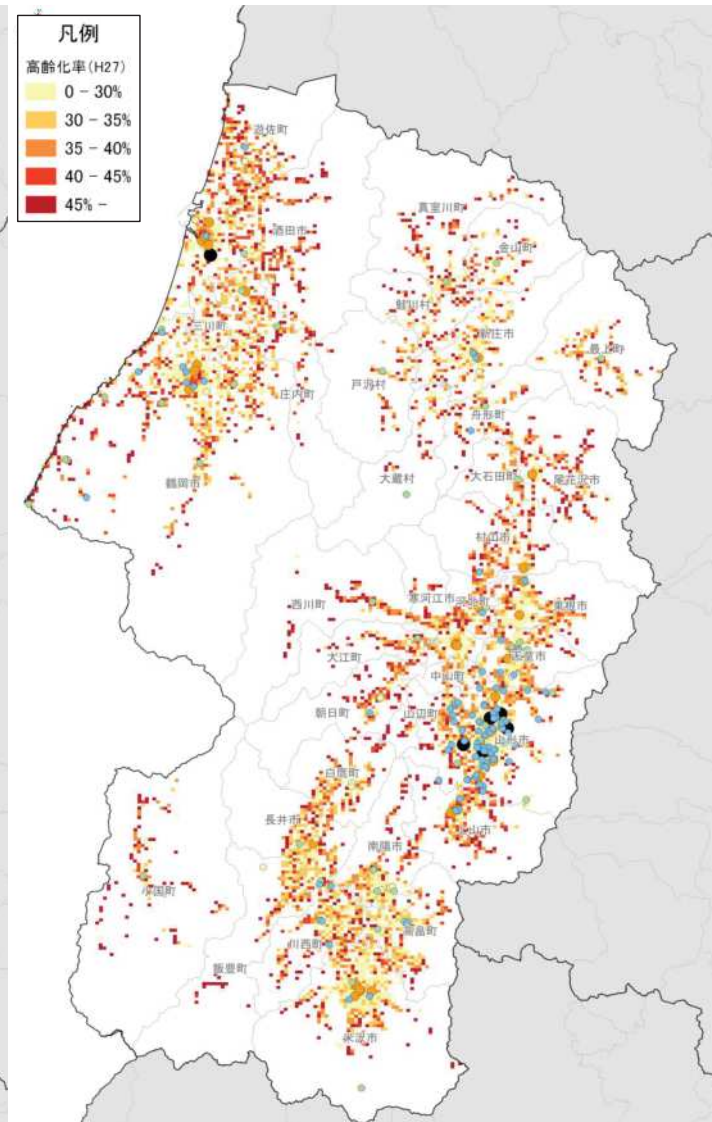 凡例
高齢化率(H27)
0 - 30%
30 - 35%
35 - 40%
40 - 45%
45% -
遊佐町
真室川町
酒田市
金山町
鮭川村
三川町
新庄市
最上町
戸沢村
庄内町
舟形町
鶴岡市
大蔵村
大石田町
尾花沢市
村山市
西川町
寒河江市
河北町
東根市
大江町
天童市
中山町
朝日町
山辺町
山形市
白鷹町
長井市
上山市
南陽市
小国町
高畠町
川西町
飯豊町
米沢市